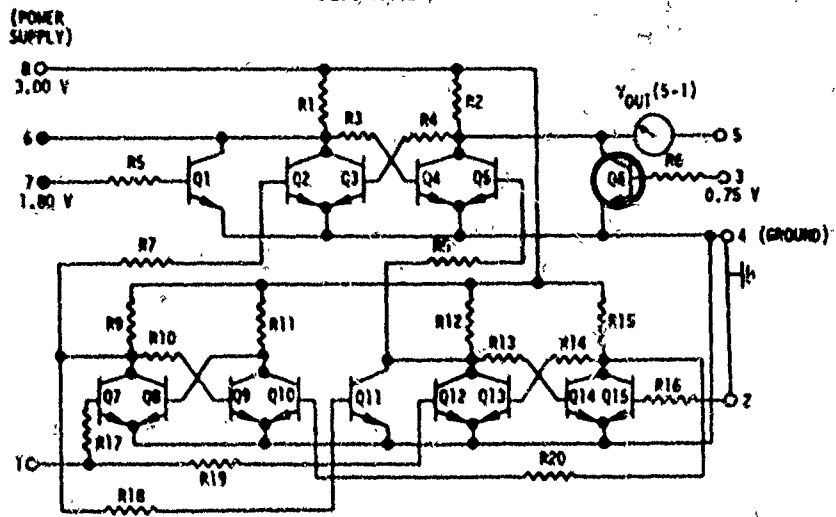 (POWER
SUPPLY)
8
3.00 V
R1
R2
R3
R4
VOUT(5-1)
6
5
R5
Q1
Q2
Q3
Q4
Q5
Q6
R6
3
7
1.80 V
0.75 V
4 (GROUND)
R7
R9
R10
R11
R12
R13
R14
R15
Q7
Q8
Q9
Q10
Q11
Q12
Q13
Q14
Q15
R16
2
R17
1
R19
R20
R18